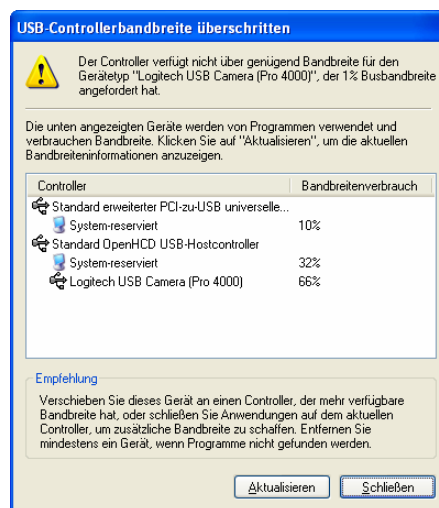 USB-Controllerbandbreite überschritten
Der Controller verfügt nicht über genügend Bandbreite für den
Gerätetyp "Logitech USB Camera (Pro 4000)", der 1% Busbandbreite
angefordert hat.
Die unten angezeigten Geräte werden von Programmen verwendet und
verbrauchen Bandbreite. Klicken Sie auf "Aktualisieren", um die aktuellen
Bandbreiteninformationen anzuzeigen.
Controller Bandbreitenverbrauch
Standard erweiterter PCI-zu-USB universelle...
System-reserviert 10%
Standard OpenHCD USB-Hostcontroller
System-reserviert 32%
Logitech USB Camera (Pro 4000) 66%
Empfehlung
Verschieben Sie dieses Gerät an einen Controller, der mehr verfügbare
Bandbreite hat, oder schließen Sie Anwendungen auf dem aktuellen
Controller, um zusätzliche Bandbreite zu schaffen. Entfernen Sie
mindestens ein Gerät, wenn Programme nicht gefunden werden.
Aktualisieren Schließen